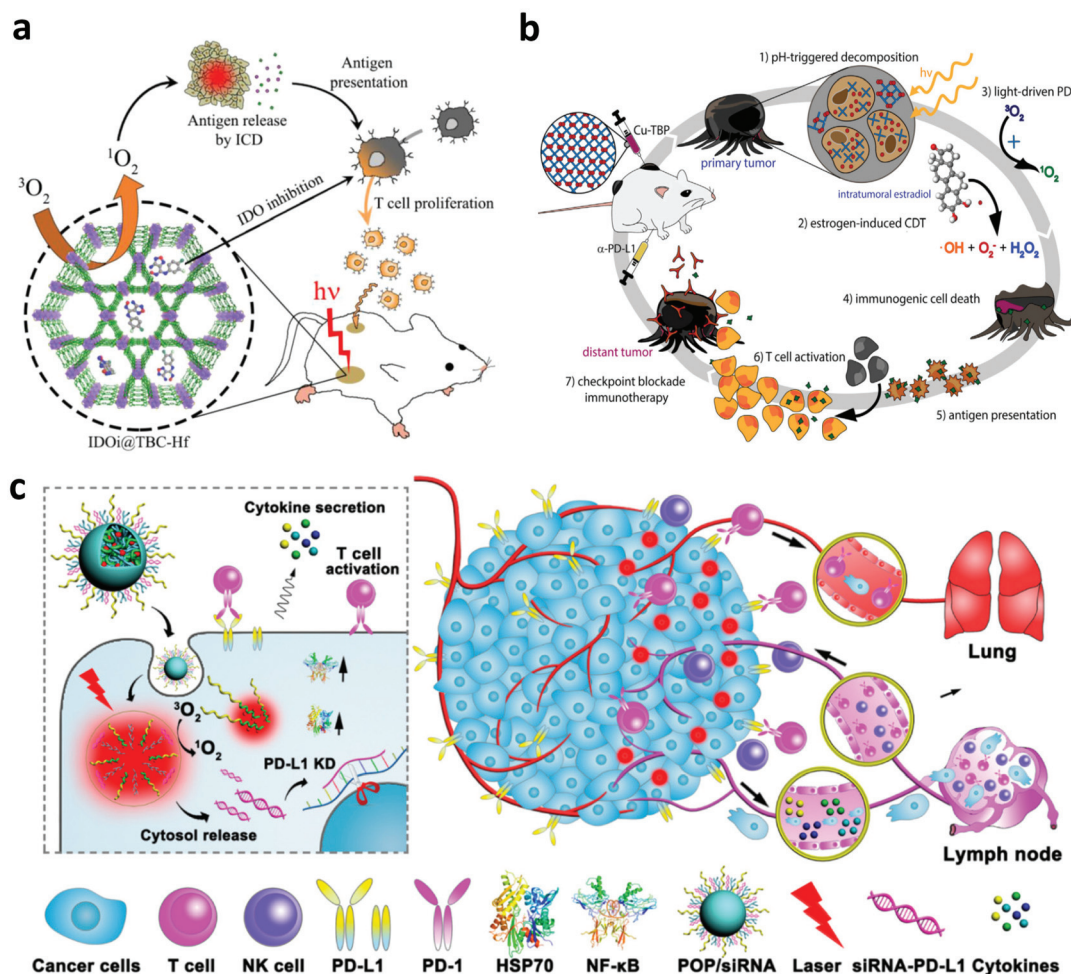 a
Antigen release
by ICD
Antigen
presentation
¹O₂
³O₂
IDO inhibition
T cell proliferation
hν
IDOi@TBC-Hf
b
1) pH-triggered decomposition
hv
3) light-driven PD
³O₂
+
¹O₂
Cu-TBP
primary tumor
intratumoral estradiol
2) estrogen-induced CDT
·OH + O₂⁻ + H₂O₂
α-PD-L1
4) immunogenic cell death
distant tumor
6) T cell activation
7) checkpoint blockade
immunotherapy
5) antigen presentation
c
Cytokine secretion
T cell
activation
³O₂
¹O₂
PD-L1 KD
Cytosol release
Lung
Lymph node
Cancer cells T cell NK cell PD-L1 PD-1 HSP70 NF-κB POP/siRNA Laser siRNA-PD-L1 Cytokines